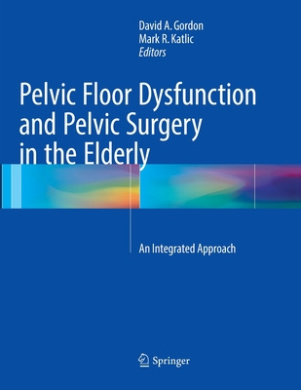 David A. Gordon
Mark R. Katlic
Editors
Pelvic Floor Dysfunction
and Pelvic Surgery
in the Elderly
An Integrated Approach
Springer